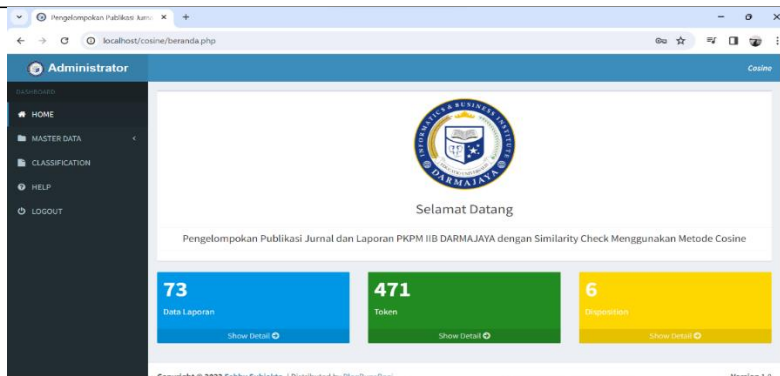 Pengelompokan Publikasi Jurna
localhost/cosine/beranda.php
Administrator
Cosine
DASHBOARD
HOME
MASTER DATA
CLASSIFICATION
HELP
LOGOUT
INFORMATICS & BUSINESS INSTITUTE
DARMAJAYA
Selamat Datang
Pengelompokan Publikasi Jurnal dan Laporan PKPM IIB DARMAJAYA dengan Similarity Check Menggunakan Metode Cosine
73
Data Laporan
Show Detail
471
Token
Show Detail
6
Disposition
Show Detail